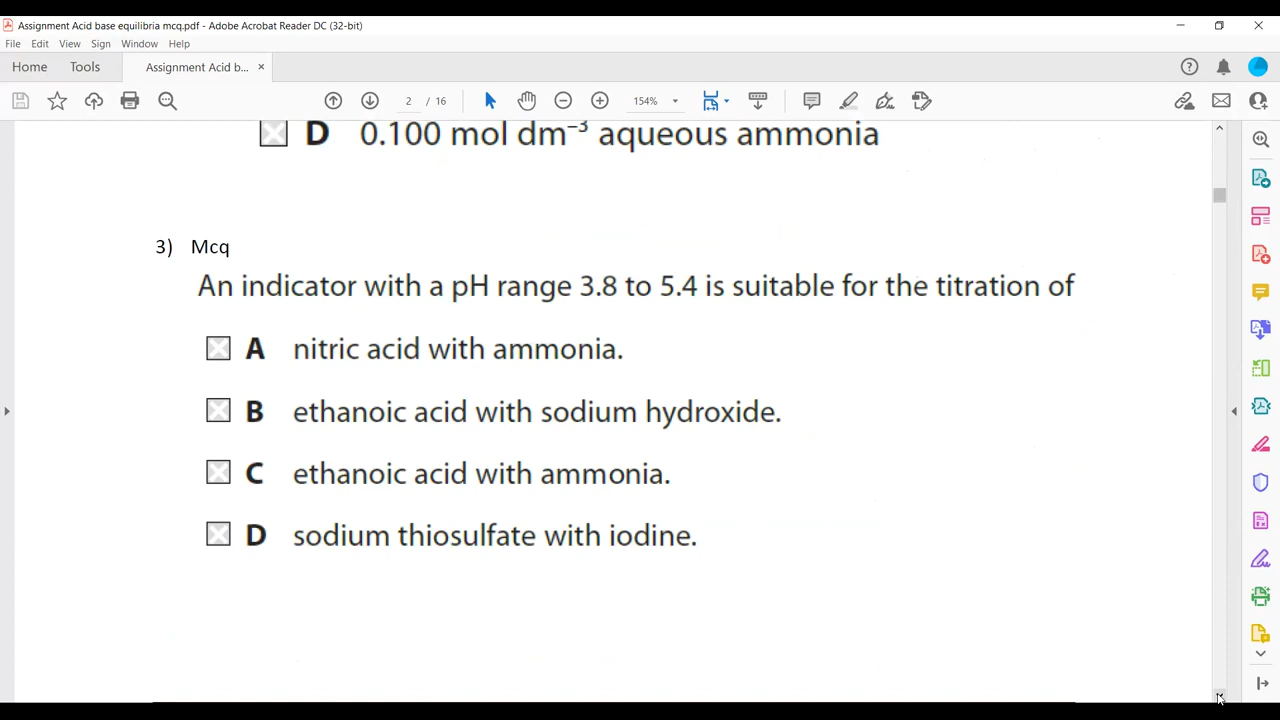 Assignment Acid base equilibria mcq.pdf - Adobe Acrobat Reader DC (32-bit)
File Edit View Sign Window Help
Home Tools Assignment Acid b... ×
2 / 16 154%
D 0.100 mol dm⁻³ aqueous ammonia
3) Mcq
An indicator with a pH range 3.8 to 5.4 is suitable for the titration of
A nitric acid with ammonia.
B ethanoic acid with sodium hydroxide.
C ethanoic acid with ammonia.
D sodium thiosulfate with iodine.